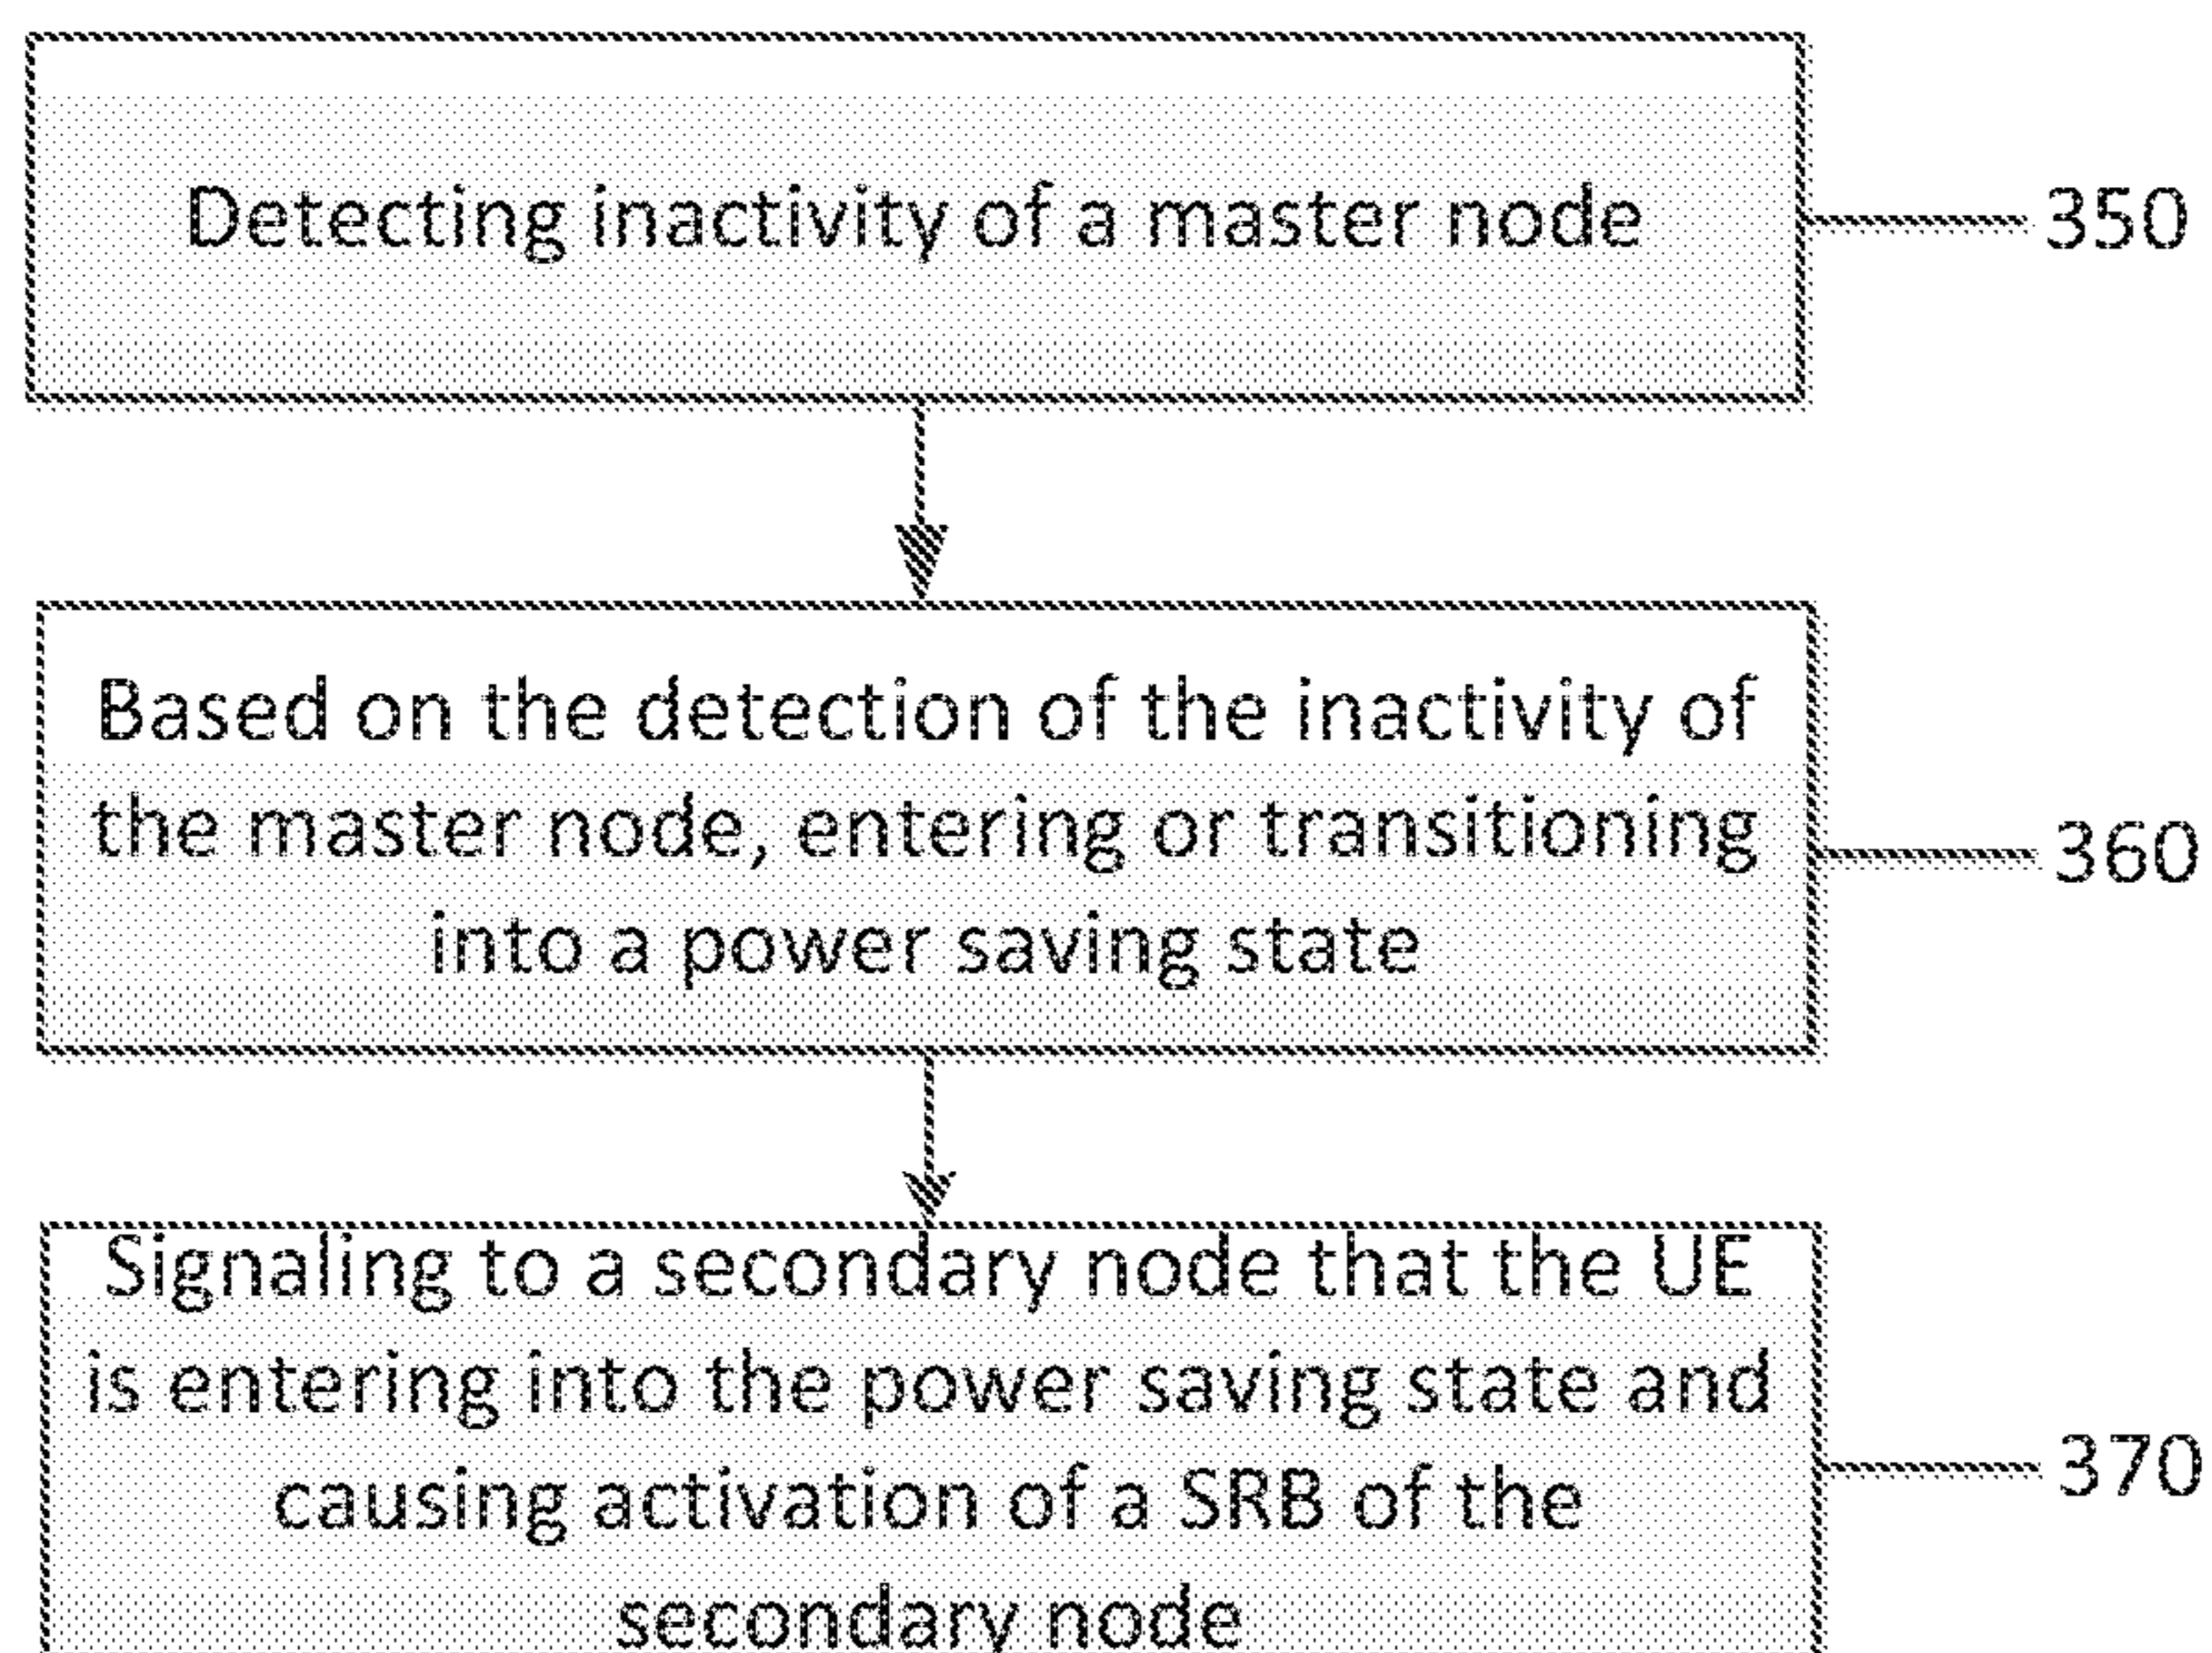 Detecting inactivity of a master node
350
Based on the detection of the inactivity of
the master node, entering or transitioning
into a power saving state
360
Signaling to a secondary node that the UE
is entering into the power saving state and
causing activation of a SRB of the
secondary node
370